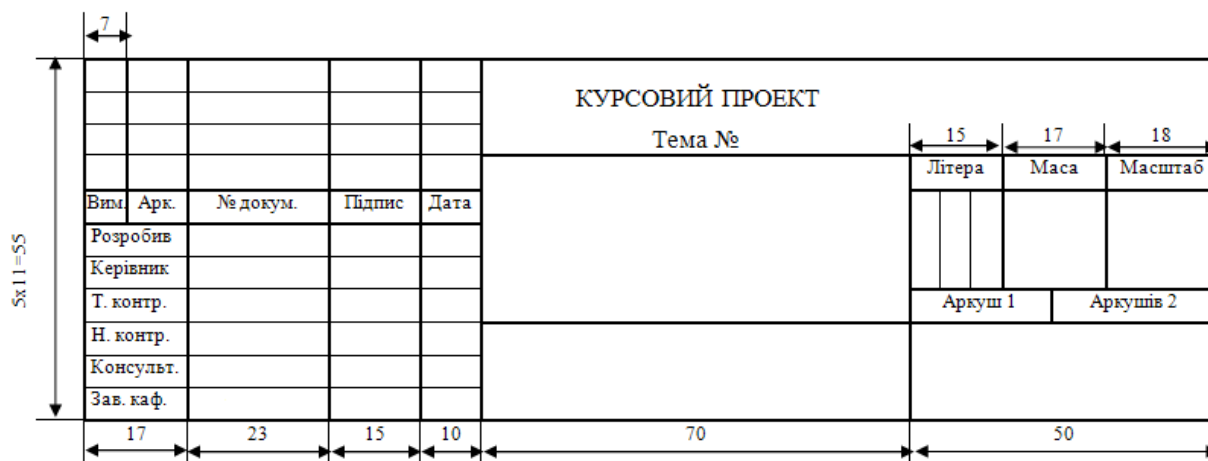 7
КУРСОВИЙ ПРОЕКТ
Тема №
15 17 18
Літера Маса Масштаб
Вим. Арк. № докум. Підпис Дата
Розробив
Керівник
5х11=55
Т. контр.
Аркуш 1 Аркушів 2
Н. контр.
Консульт.
Зав. каф.
17 23 15 10 70 50